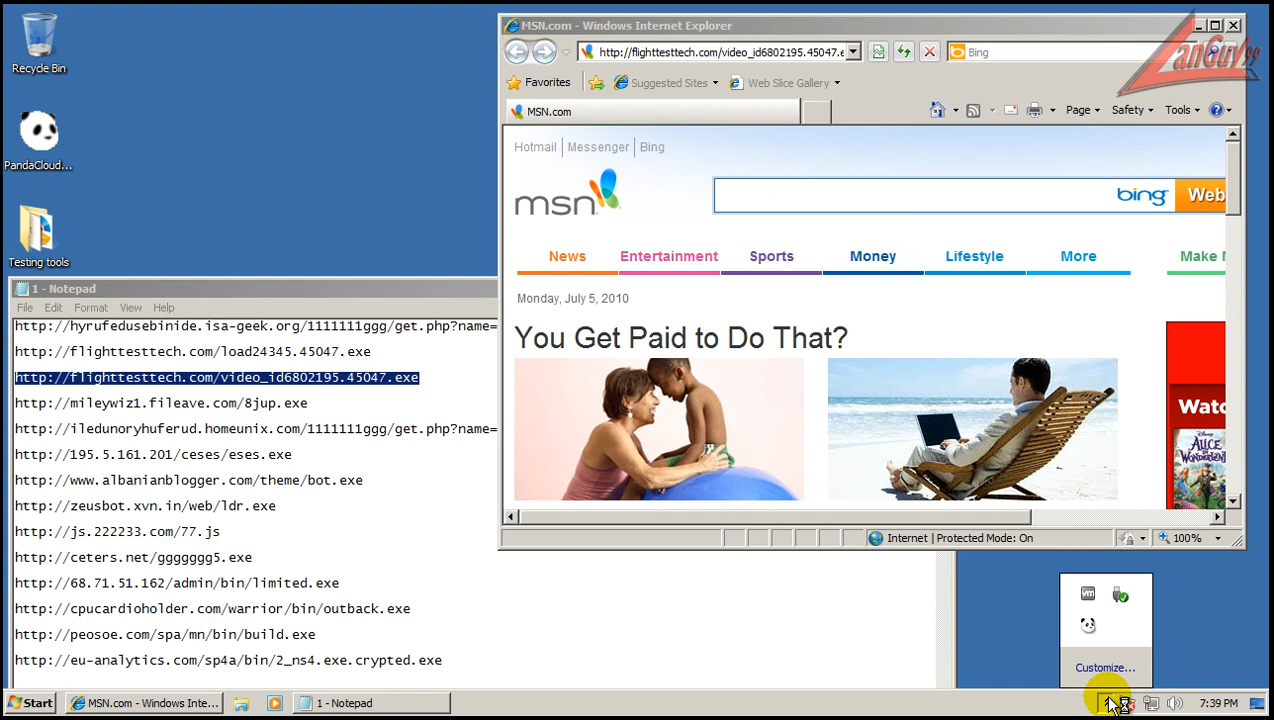 Recycle Bin
PandaCloud...
Testing tools
MSN.com - Windows Internet Explorer
http://flighttesttech.com/video_id6802195.45047.e
Bing
LanGuy99
Favorites
Suggested Sites
Web Slice Gallery
MSN.com
Page
Safety
Tools
Hotmail
Messenger
Bing
msn
bing
Web
News
Entertainment
Sports
Money
Lifestyle
More
Make
Monday, July 5, 2010
You Get Paid to Do That?
Watc
Disney
ALICE
IN
WONDERLAND
Internet | Protected Mode: On
100%
1 - Notepad
File Edit Format View Help
http://hyrufedusebinide.isa-geek.org/1111111ggg/get.php?name=
http://flighttesttech.com/load24345.45047.exe
http://flighttesttech.com/video_id6802195.45047.exe
http://mileywiz1.fileave.com/8jup.exe
http://iledunoryhuferud.homeunix.com/1111111ggg/get.php?name=
http://195.5.161.201/ceses/eses.exe
http://www.albanianblogger.com/theme/bot.exe
http://zeusbot.xvn.in/web/ldr.exe
http://js.222233.com/77.js
http://ceters.net/ggggggg5.exe
http://68.71.51.162/admin/bin/limited.exe
http://cpucardioholder.com/warrior/bin/outback.exe
http://peosoe.com/spa/mn/bin/build.exe
http://eu-analytics.com/sp4a/bin/2_ns4.exe.crypted.exe
vm
Customize...
Start
MSN.com - Windows Inte...
1 - Notepad
7:39 PM